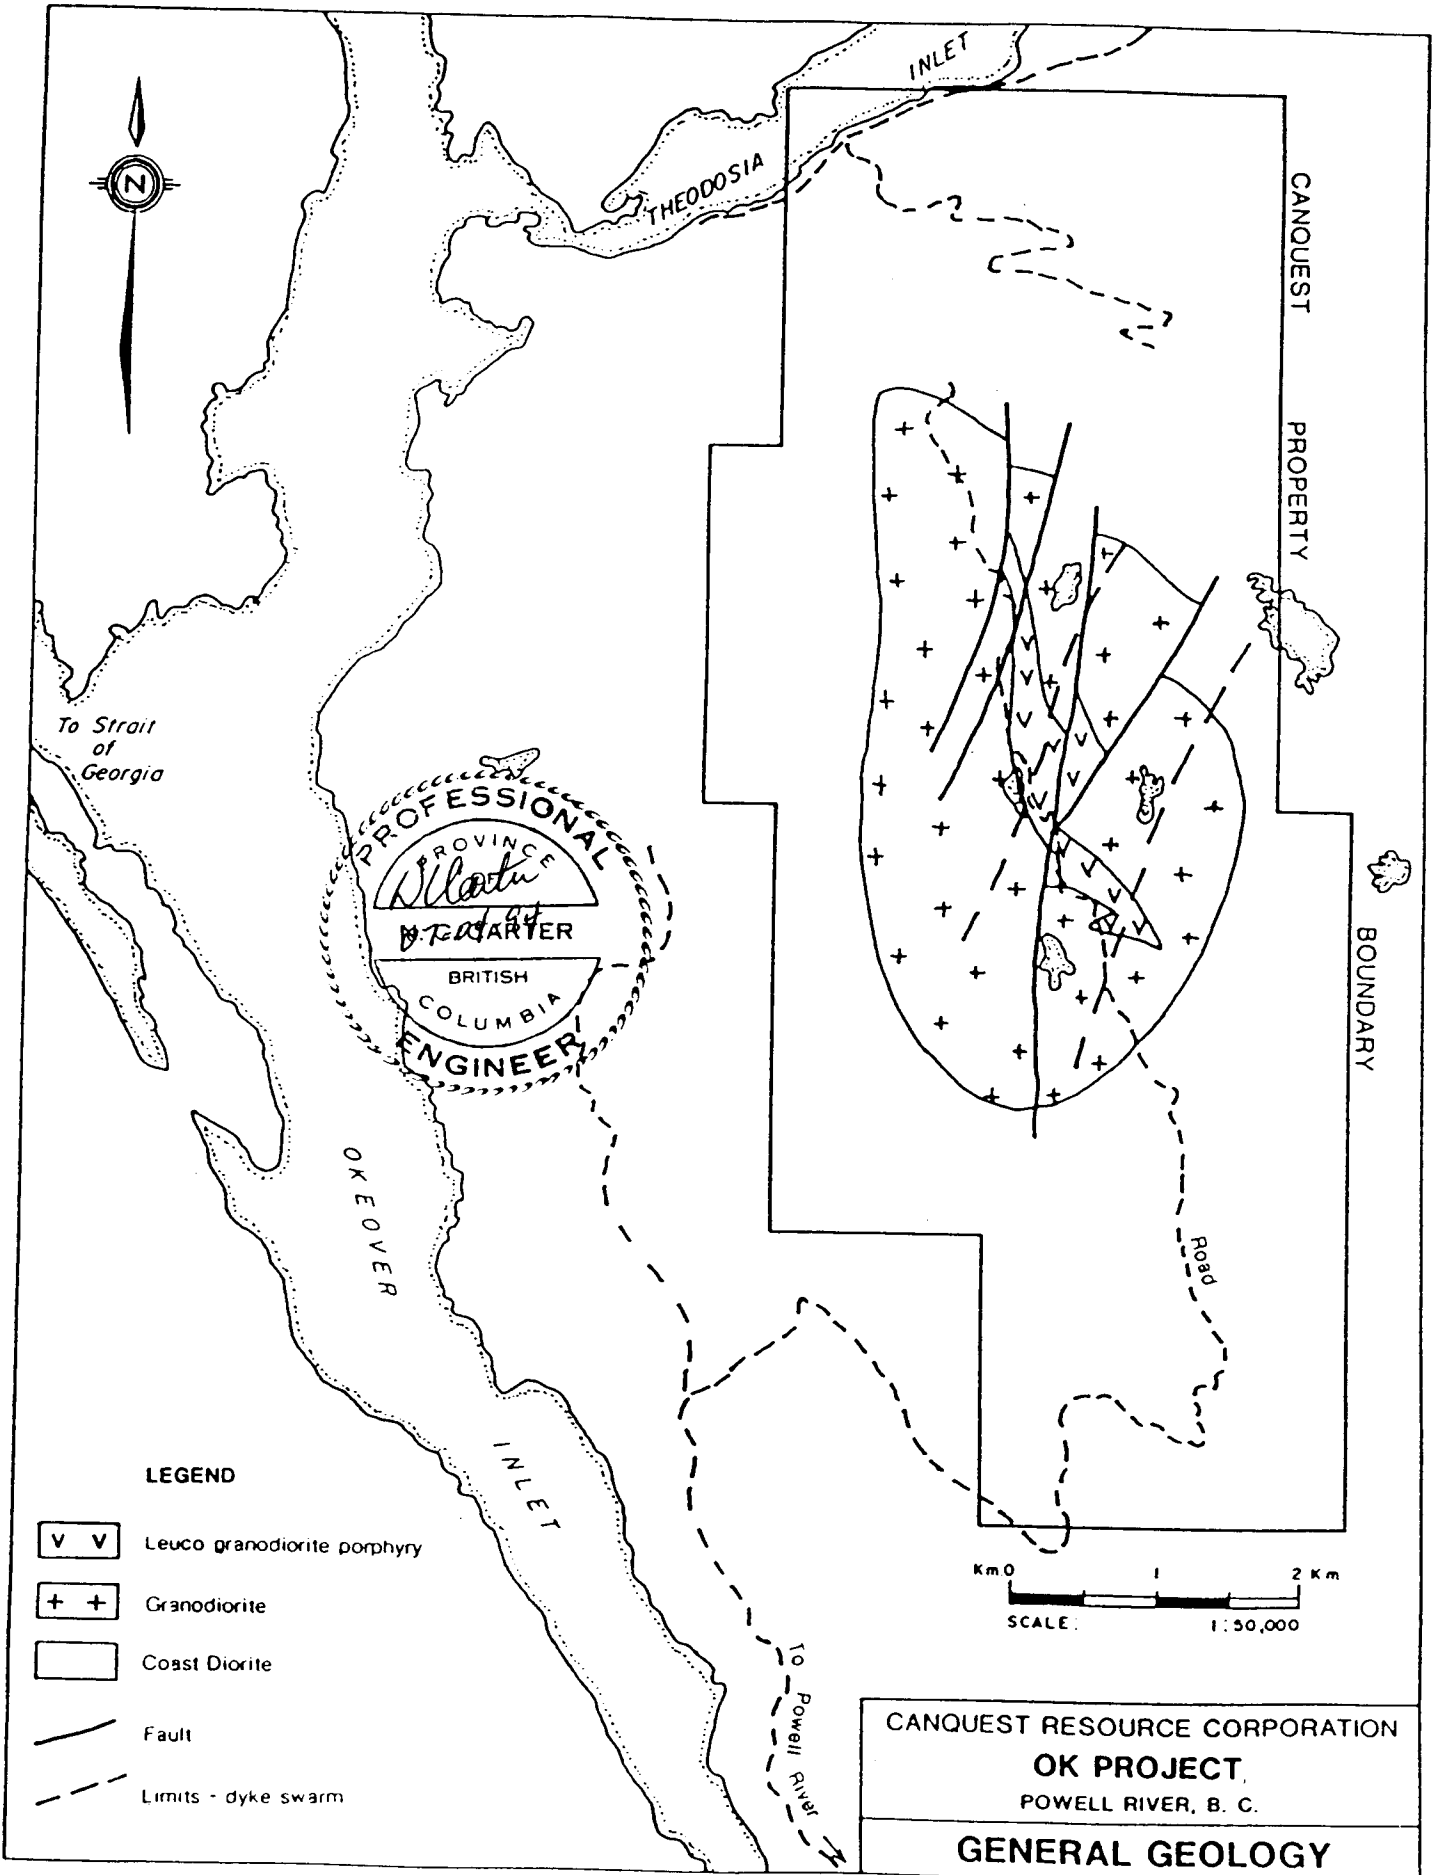 INLET
THEODOSIA
N
CANQUEST
PROPERTY
BOUNDARY
To Strait
of
Georgia
PROFESSIONAL
PROVINCE
CARTER
BRITISH
COLUMBIA
ENGINEER
OKEOVER
INLET
Road
To Powell River
LEGEND
V V Leuco granodiorite porphyry
+ + Granodiorite
Coast Diorite
Fault
Limits - dyke swarm
Km 0 1 2 Km
SCALE: 1:50,000
CANQUEST RESOURCE CORPORATION
OK PROJECT,
POWELL RIVER, B. C.
GENERAL GEOLOGY